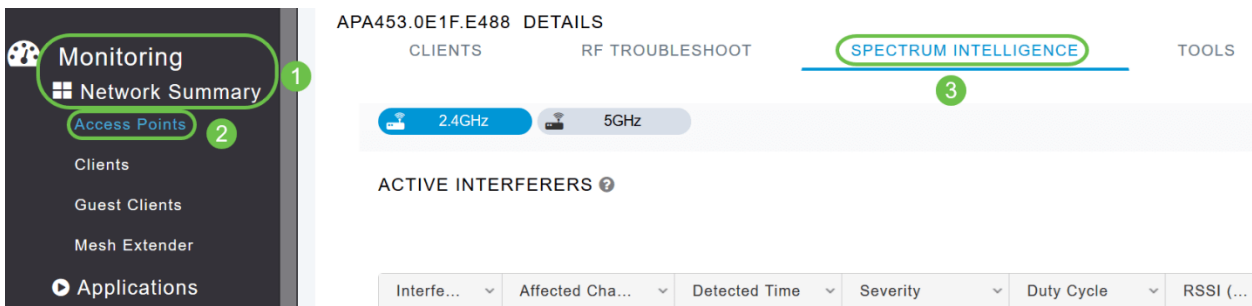 APA453.0E1F.E488 DETAILS
CLIENTS RF TROUBLESHOOT SPECTRUM INTELLIGENCE TOOLS
3
Monitoring
1
Network Summary
Access Points
2
Clients
Guest Clients
Mesh Extender
Applications
2.4GHz 5GHz
ACTIVE INTERFERERS ?
Interfe... Affected Cha... Detected Time Severity Duty Cycle RSSI (...